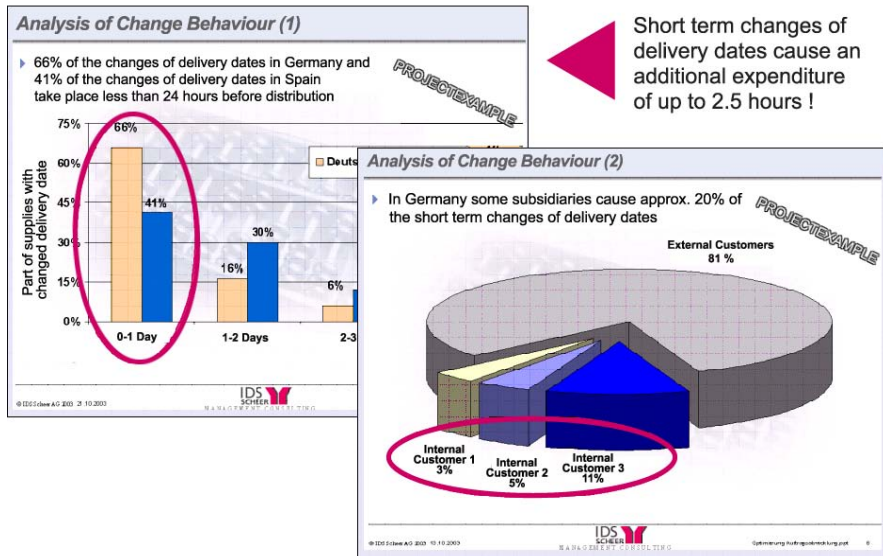 Analysis of Change Behaviour (1)
66% of the changes of delivery dates in Germany and
41% of the changes of delivery dates in Spain
take place less than 24 hours before distribution
PROJECTEXAMPLE
Part of supplies with
changed delivery date
75%
60%
45%
30%
15%
0%
66%
41%
16%
30%
6%
0-1 Day
1-2 Days
2-3
Deuts
© IDS Scheer AG 2003 21.10.2003
IDS
SCHEER
MANAGEMENT CONSULTING
Short term changes of
delivery dates cause an
additional expenditure
of up to 2.5 hours !
Analysis of Change Behaviour (2)
In Germany some subsidiaries cause approx. 20% of
the short term changes of delivery dates
PROJECTEXAMPLE
External Customers
81 %
Internal
Customer 1
3%
Internal
Customer 2
5%
Internal
Customer 3
11%
© IDS Scheer AG 2003
IDS
SCHEER
MANAGEMENT CONSULTING